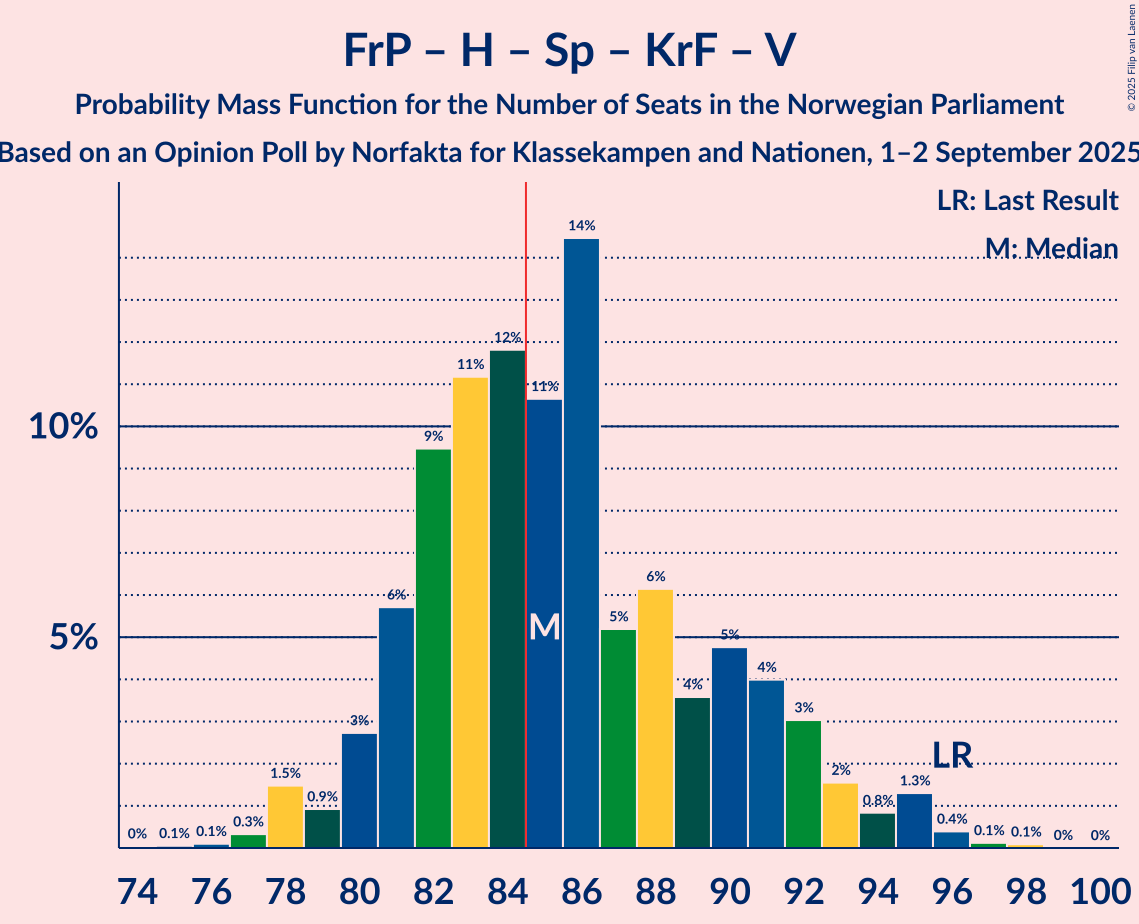 FrP – H – Sp – KrF – V
Probability Mass Function for the Number of Seats in the Norwegian Parliament
Based on an Opinion Poll by Norfakta for Klassekampen and Nationen, 1–2 September 2025
© 2025 Filip van Laenen
LR: Last Result
M: Median
10%
5%
0% 0.1% 0.1% 0.3% 1.5% 0.9% 3% 6% 9% 11% 12% 11% 14% 5% 6% 4% 5% 4% 3% 2% 0.8% 1.3% 0.4% 0.1% 0.1% 0% 0%
M
LR
74 76 78 80 82 84 86 88 90 92 94 96 98 100